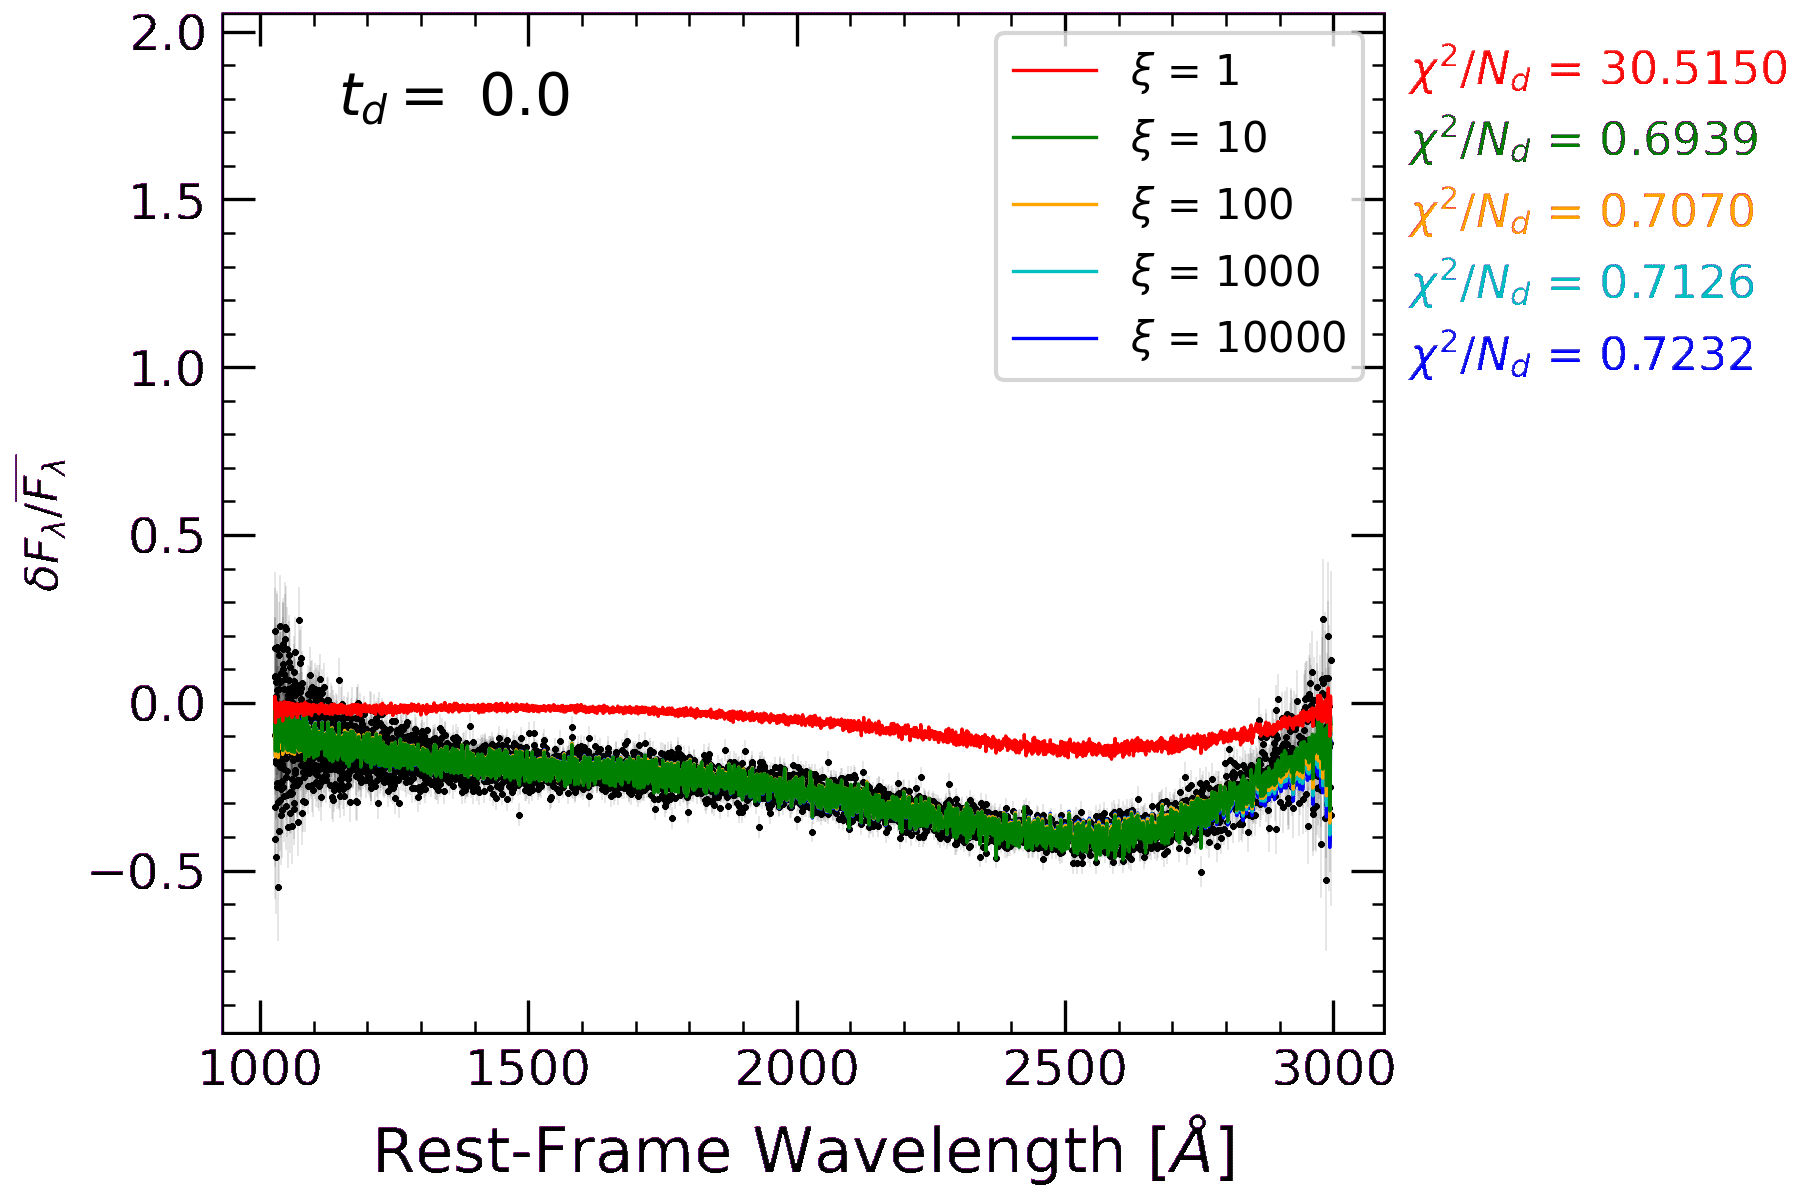 t_d = 0.0
ξ = 1
ξ = 10
ξ = 100
ξ = 1000
ξ = 10000
χ²/N_d = 30.5150
χ²/N_d = 0.6939
χ²/N_d = 0.7070
χ²/N_d = 0.7126
χ²/N_d = 0.7232
2.0
1.5
1.0
0.5
0.0
−0.5
δF_λ/F̅_λ
1000 1500 2000 2500 3000
Rest-Frame Wavelength [Å]